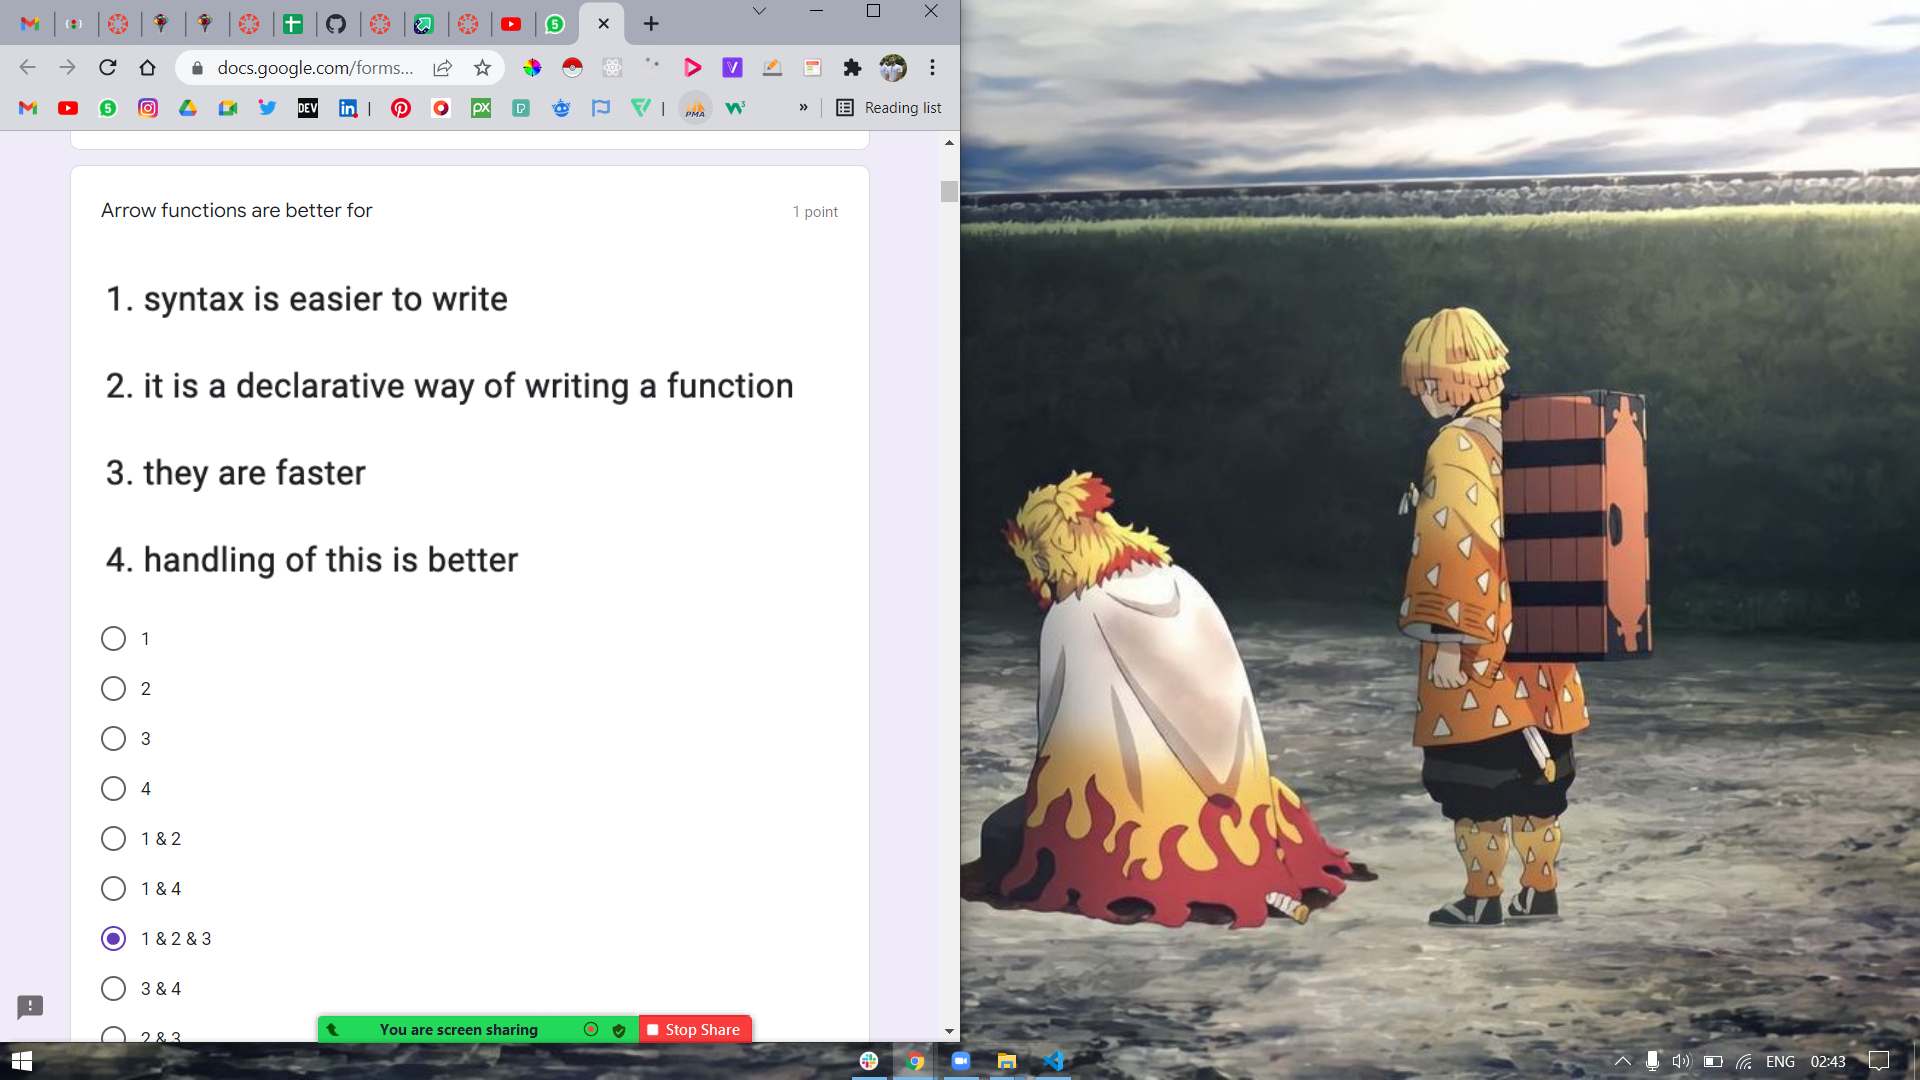 docs.google.com/forms...
DEV
PMA
Reading list
Arrow functions are better for
1 point
1. syntax is easier to write
2. it is a declarative way of writing a function
3. they are faster
4. handling of this is better
1
2
3
4
1 & 2
1 & 4
1 & 2 & 3
3 & 4
2 & 3
You are screen sharing
Stop Share
ENG
02:43